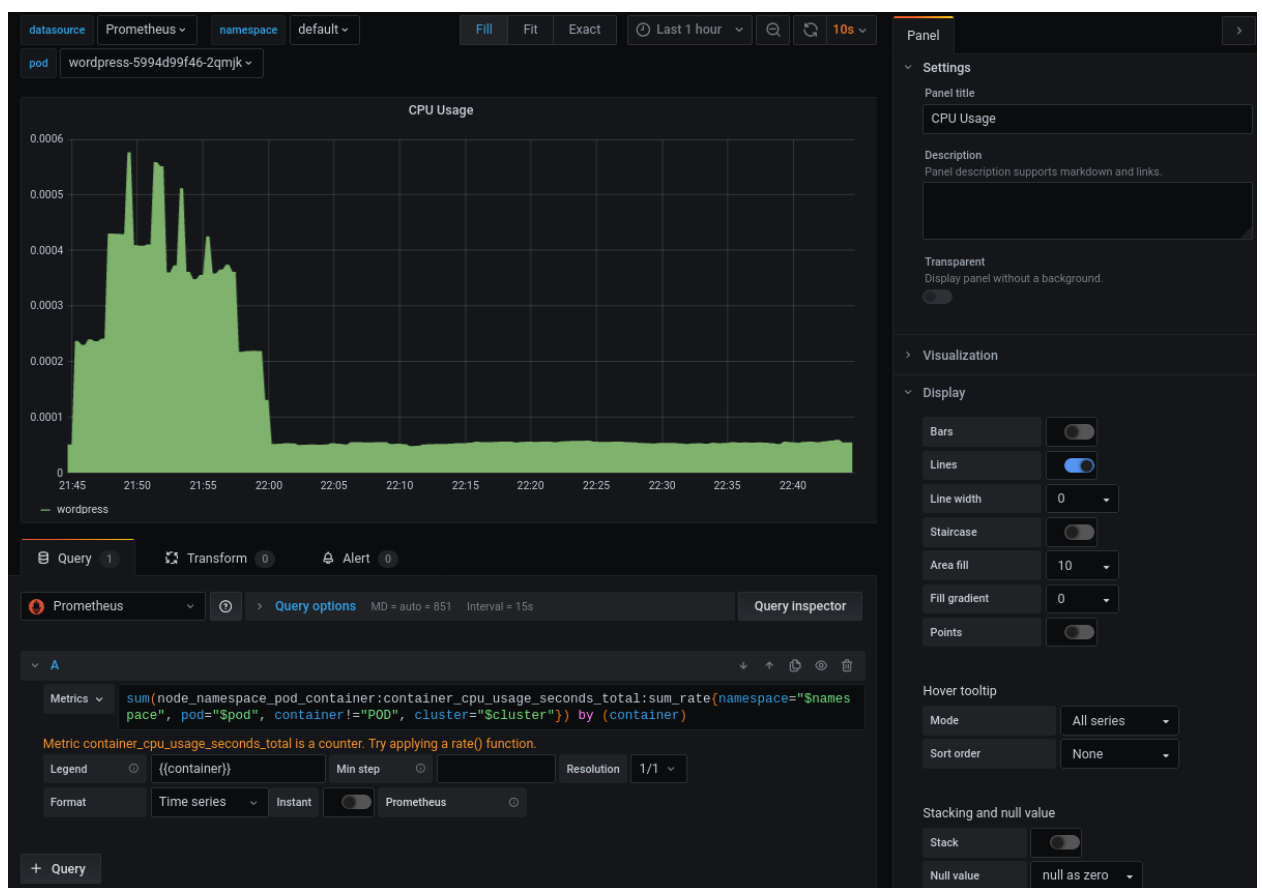 datasource Prometheus namespace default Fill Fit Exact Last 1 hour 10s
pod wordpress-5994d99f46-2qmjk
CPU Usage
0.0006
0.0005
0.0004
0.0003
0.0002
0.0001
0
21:45 21:50 21:55 22:00 22:05 22:10 22:15 22:20 22:25 22:30 22:35 22:40
wordpress
Query 1 Transform 0 Alert 0
Prometheus ? > Query options MD = auto = 851 Interval = 15s Query inspector
A
Metrics sum(node_namespace_pod_container:container_cpu_usage_seconds_total:sum_rate{namespace="$names
pace", pod="$pod", container!="POD", cluster="$cluster"}) by (container)
Metric container_cpu_usage_seconds_total is a counter. Try applying a rate() function.
Legend {{container}} Min step Resolution 1/1
Format Time series Instant Prometheus
+ Query
Panel
Settings
Panel title
CPU Usage
Description
Panel description supports markdown and links.
Transparent
Display panel without a background.
Visualization
Display
Bars
Lines
Line width 0
Staircase
Area fill 10
Fill gradient 0
Points
Hover tooltip
Mode All series
Sort order None
Stacking and null value
Stack
Null value null as zero